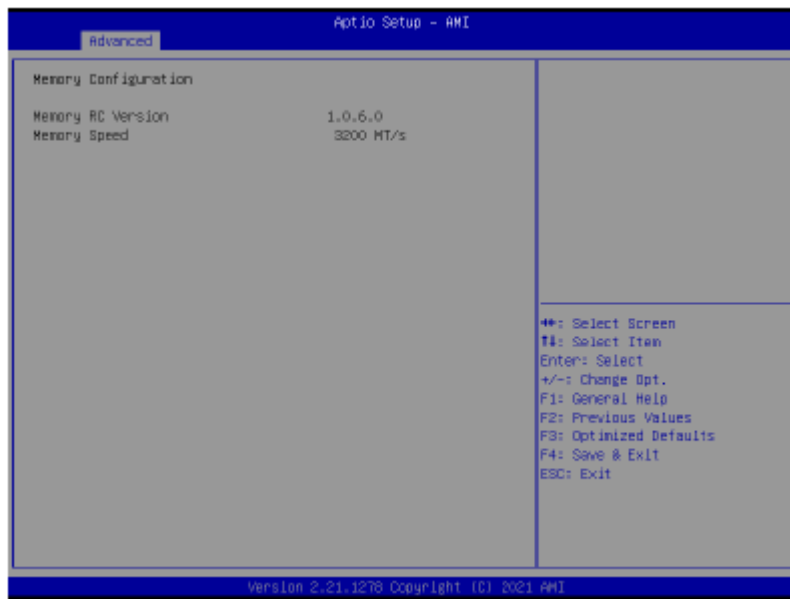 Aptio Setup - AMI
Advanced
Memory Configuration
Memory RC Version 1.0.6.0
Memory Speed 3200 MT/s
→←: Select Screen
↑↓: Select Item
Enter: Select
+/-: Change Opt.
F1: General Help
F2: Previous Values
F3: Optimized Defaults
F4: Save & Exit
ESC: Exit
Version 2.21.1278 Copyright (C) 2021 AMI